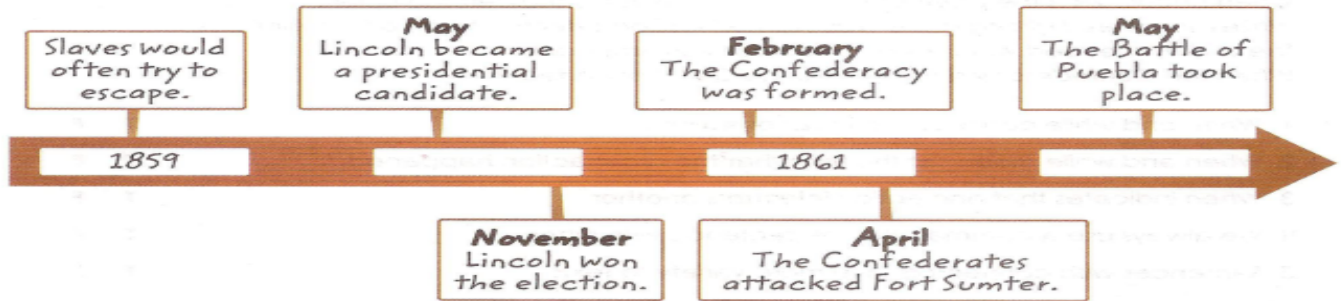 Slaves would
often try to
escape.
May
Lincoln became
a presidential
candidate.
February
The Confederacy
was formed.
May
The Battle of
Puebla took
place.
1859
1861
November
Lincoln won
the election.
April
The Confederates
attacked Fort Sumter.